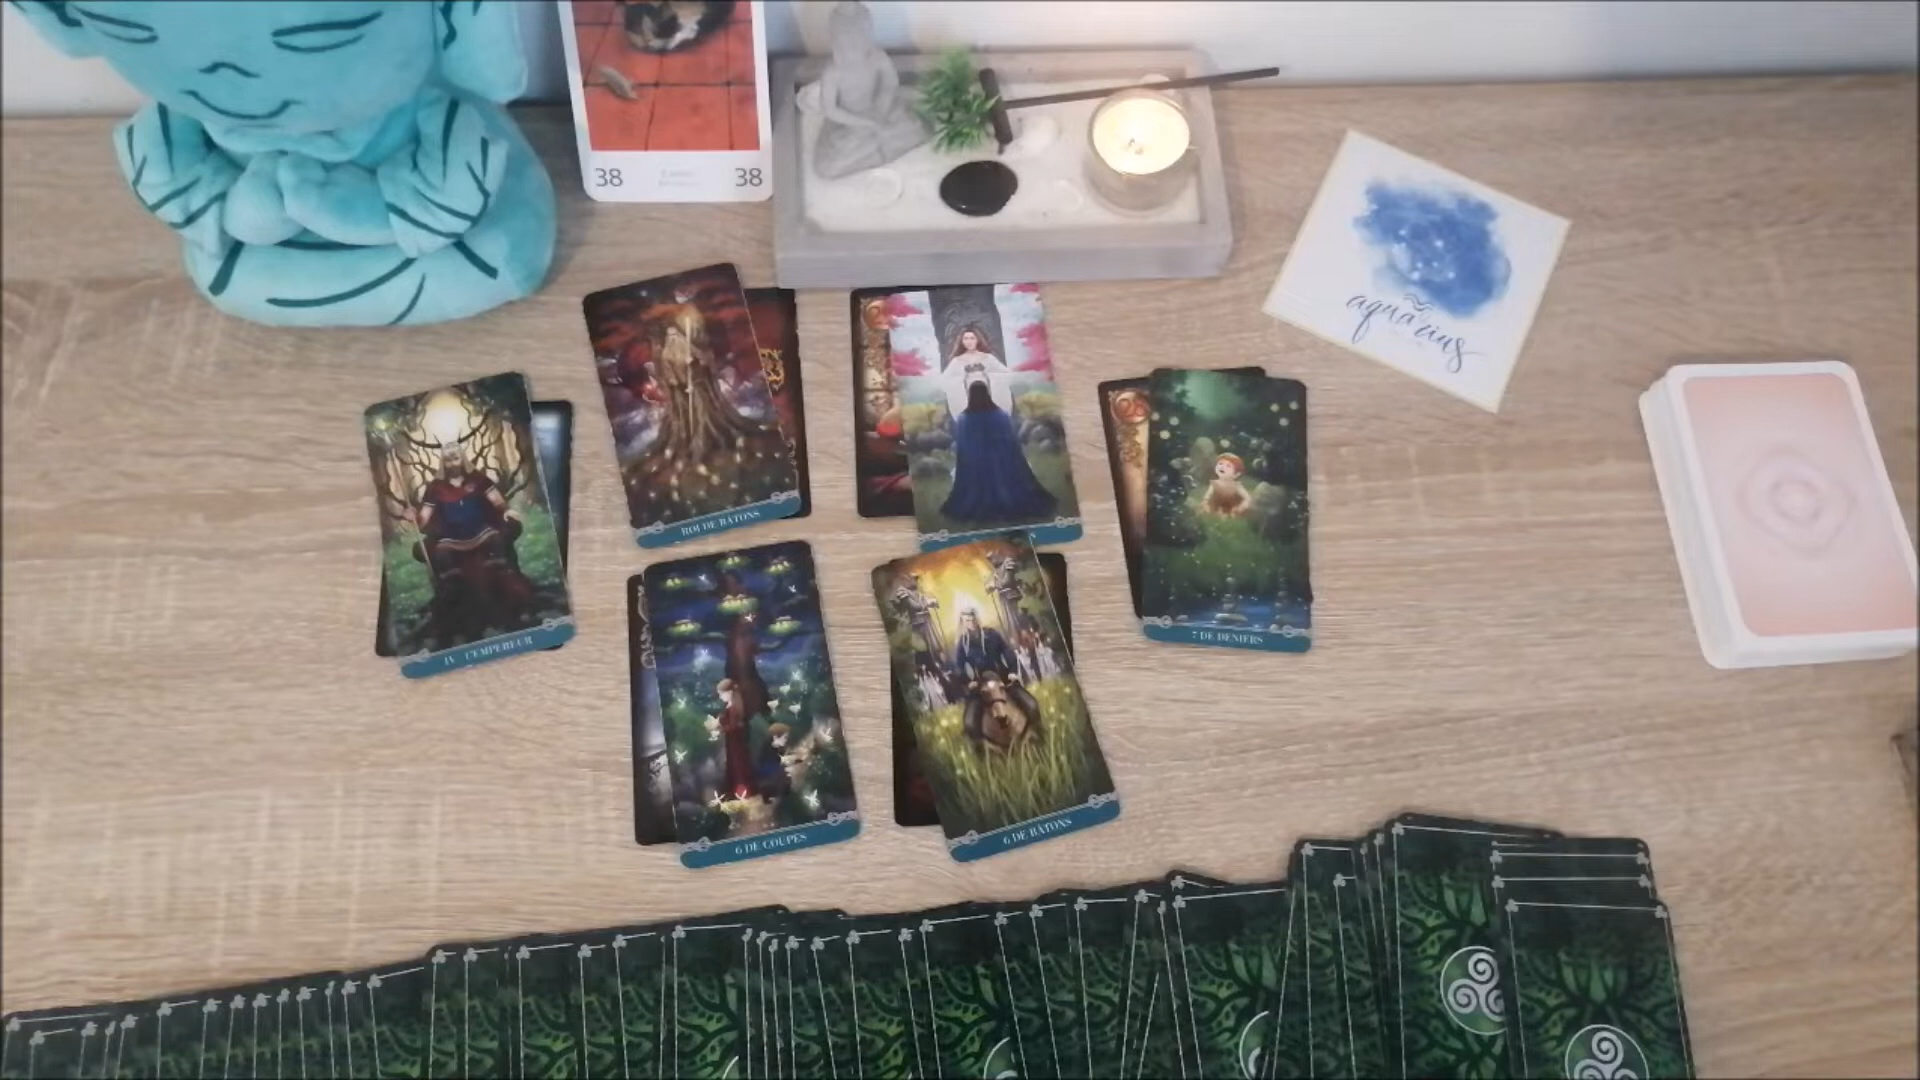 38 38
aquarius
ROI DE BÂTONS
IV L'EMPEREUR
7 DE DENIERS
6 DE COUPES
6 DE BÂTONS